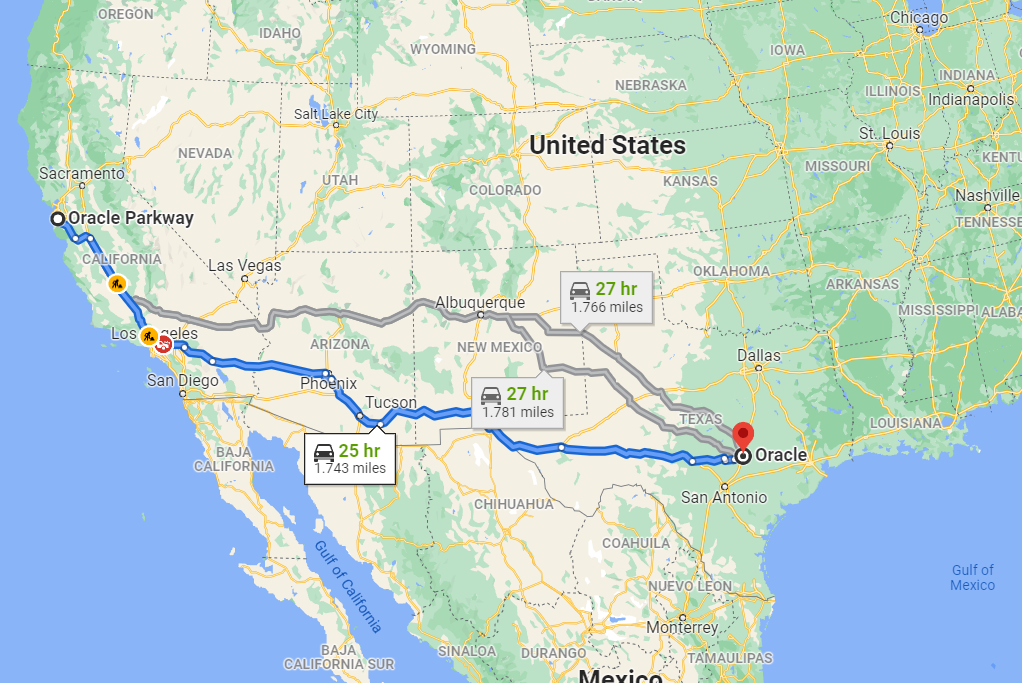 OREGON
IDAHO
WYOMING
Chicago
IOWA
NEBRASKA
INDIANA
ILLINOIS
Indianapolis
Salt Lake City
United States
St. Louis
NEVADA
UTAH
COLORADO
KANSAS
MISSOURI
KENTU
Sacramento
Nashville
Oracle Parkway
TENNESSE
CALIFORNIA
Las Vegas
OKLAHOMA
ARKANSAS
27 hr
1.766 miles
Albuquerque
MISSISSIPPI
ALABA
Los
geles
ARIZONA
NEW MEXICO
Dallas
San Diego
Phoenix
27 hr
1.781 miles
Tucson
TEXAS
LOUISIANA
25 hr
1.743 miles
BAJA
CALIFORNIA
Oracle
San Antonio
CHIHUAHUA
COAHUILA
Gulf of California
Gulf of
Mexico
NUEVO LEON
Monterrey
BAJA
CALIFORNIA SUR
SINALOA
DURANGO
TAMAULIPAS
Mexico